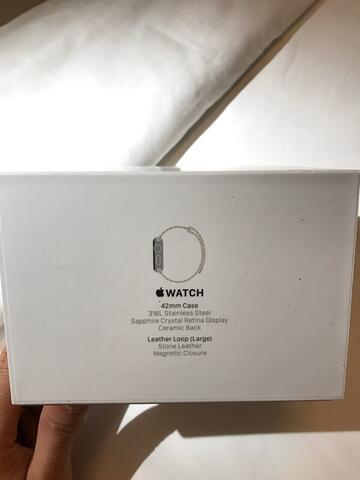 WATCH
42mm Case
316L Stainless Steel
Sapphire Crystal Retina Display
Ceramic Back
Leather Loop (Large)
Stone Leather
Magnetic Closure